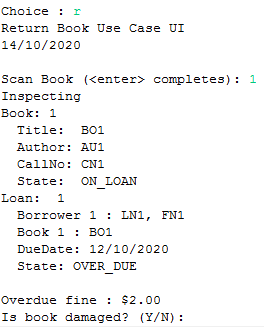 Choice : r
Return Book Use Case UI
14/10/2020

Scan Book (<enter> completes): 1
Inspecting
Book: 1
  Title:  BO1
  Author: AU1
  CallNo: CN1
  State:  ON_LOAN
Loan:  1
  Borrower 1 : LN1, FN1
  Book 1 : BO1
  DueDate: 12/10/2020
  State: OVER_DUE

Overdue fine : $2.00
Is book damaged? (Y/N):